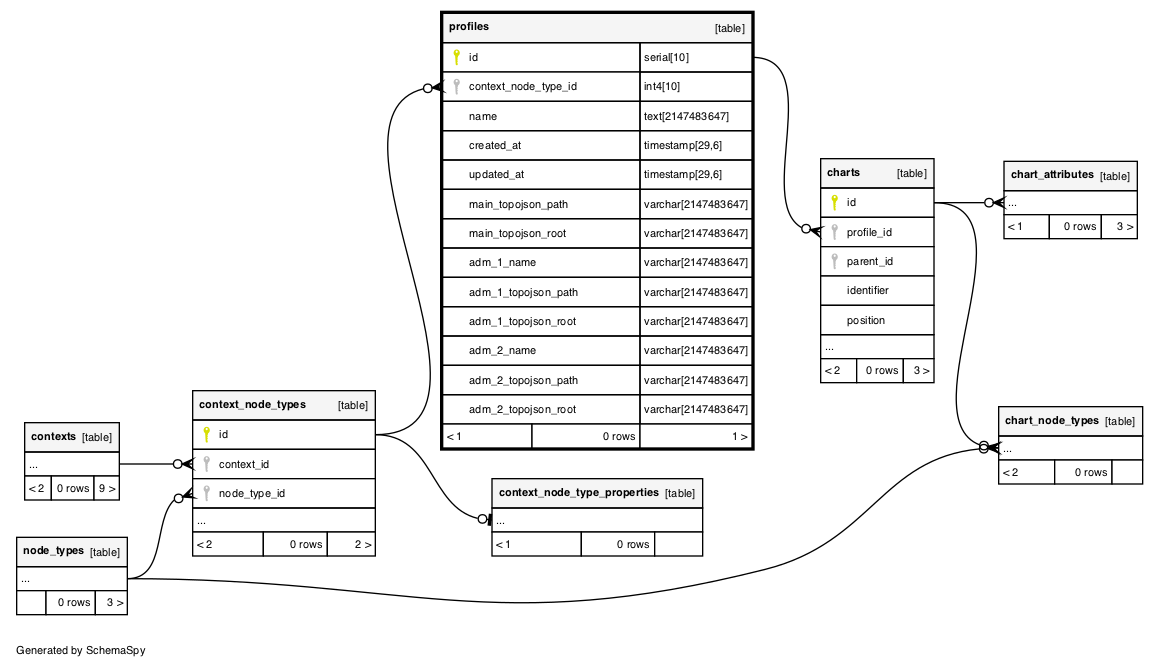 profiles [table]
id serial[10]
context_node_type_id int4[10]
name text[2147483647]
created_at timestamp[29,6]
updated_at timestamp[29,6]
main_topojson_path varchar[2147483647]
main_topojson_root varchar[2147483647]
adm_1_name varchar[2147483647]
adm_1_topojson_path varchar[2147483647]
adm_1_topojson_root varchar[2147483647]
adm_2_name varchar[2147483647]
adm_2_topojson_path varchar[2147483647]
adm_2_topojson_root varchar[2147483647]
< 1 0 rows 1 >
charts [table]
id
profile_id
parent_id
identifier
position
...
< 2 0 rows 3 >
chart_attributes [table]
...
< 1 0 rows 3 >
context_node_types [table]
id
context_id
node_type_id
...
< 2 0 rows 2 >
contexts [table]
...
< 2 0 rows 9 >
chart_node_types [table]
...
< 2 0 rows
context_node_type_properties [table]
...
< 1 0 rows
node_types [table]
...
0 rows 3 >
Generated by SchemaSpy